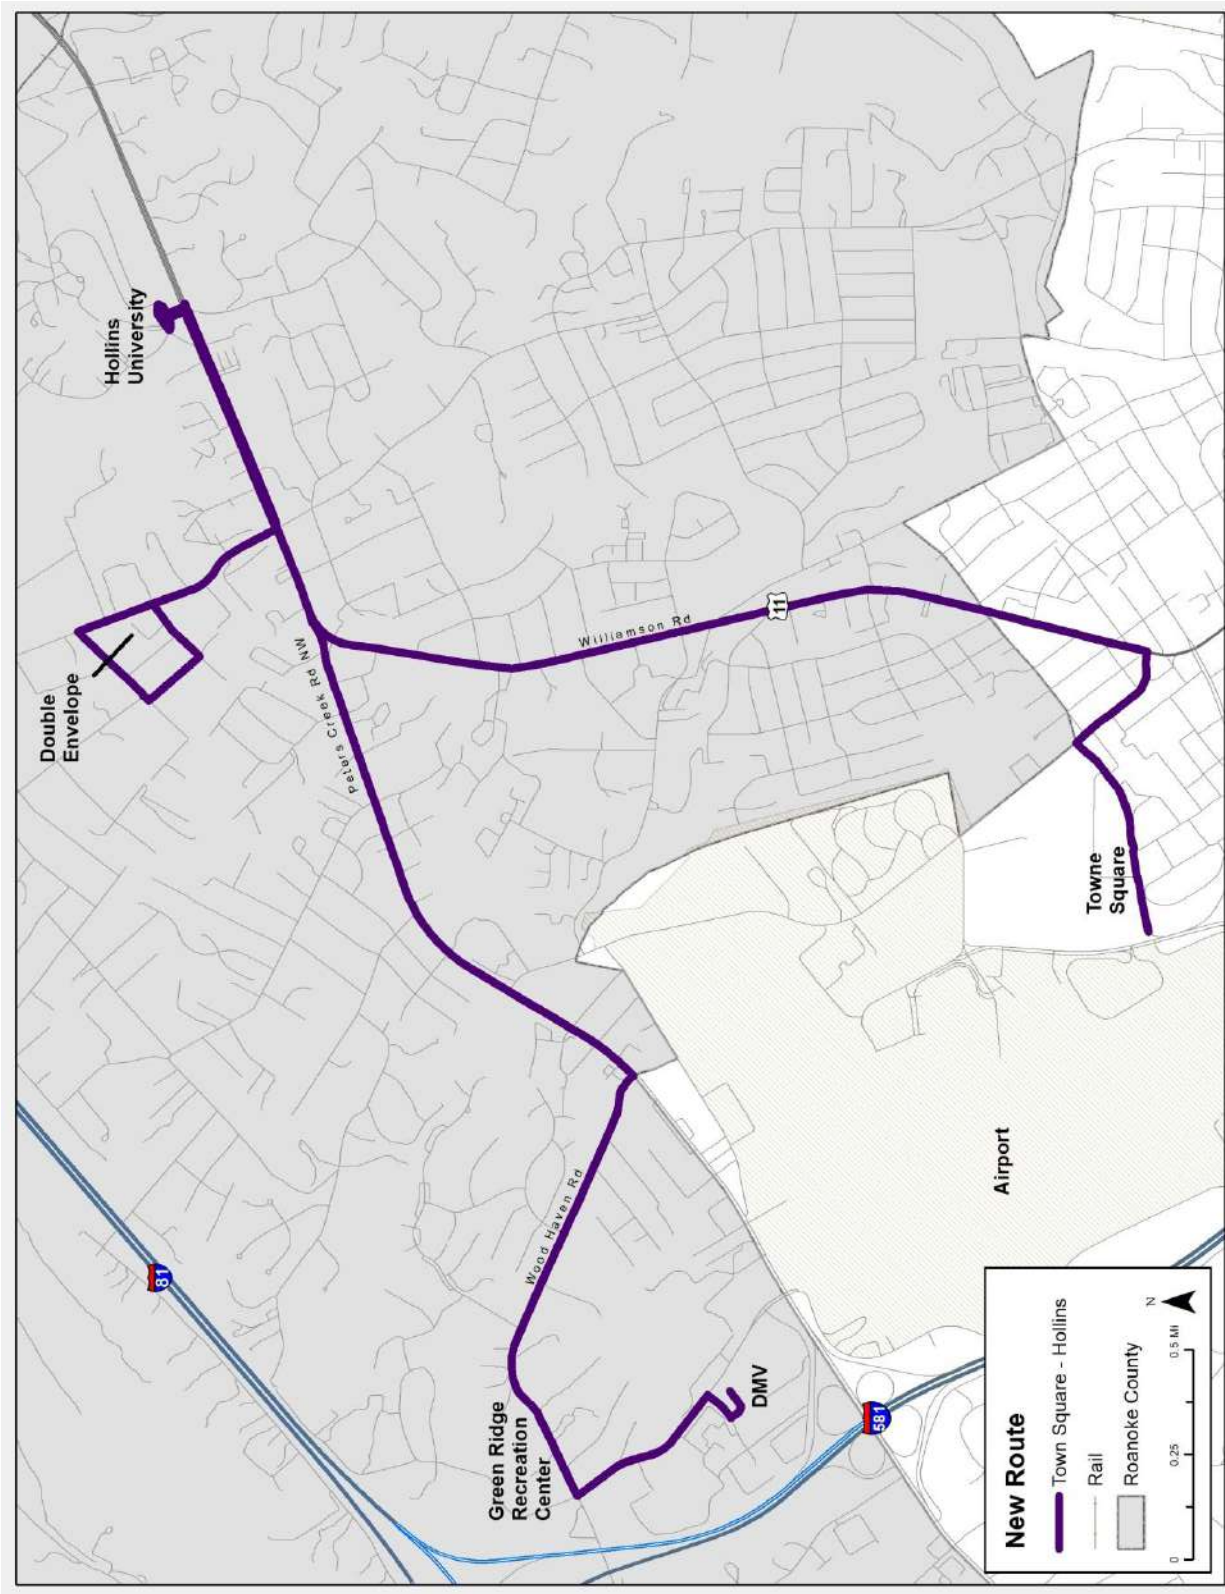 Hollins
University
Double
Envelope
Peters Creek Rd NW
Williamson Rd
11
Towne
Square
Wood Haven Rd
81
Airport
Green Ridge
Recreation
Center
DMV
581
New Route
Town Square - Hollins
Rail
Roanoke County
N
0 0.25 0.5 Mi